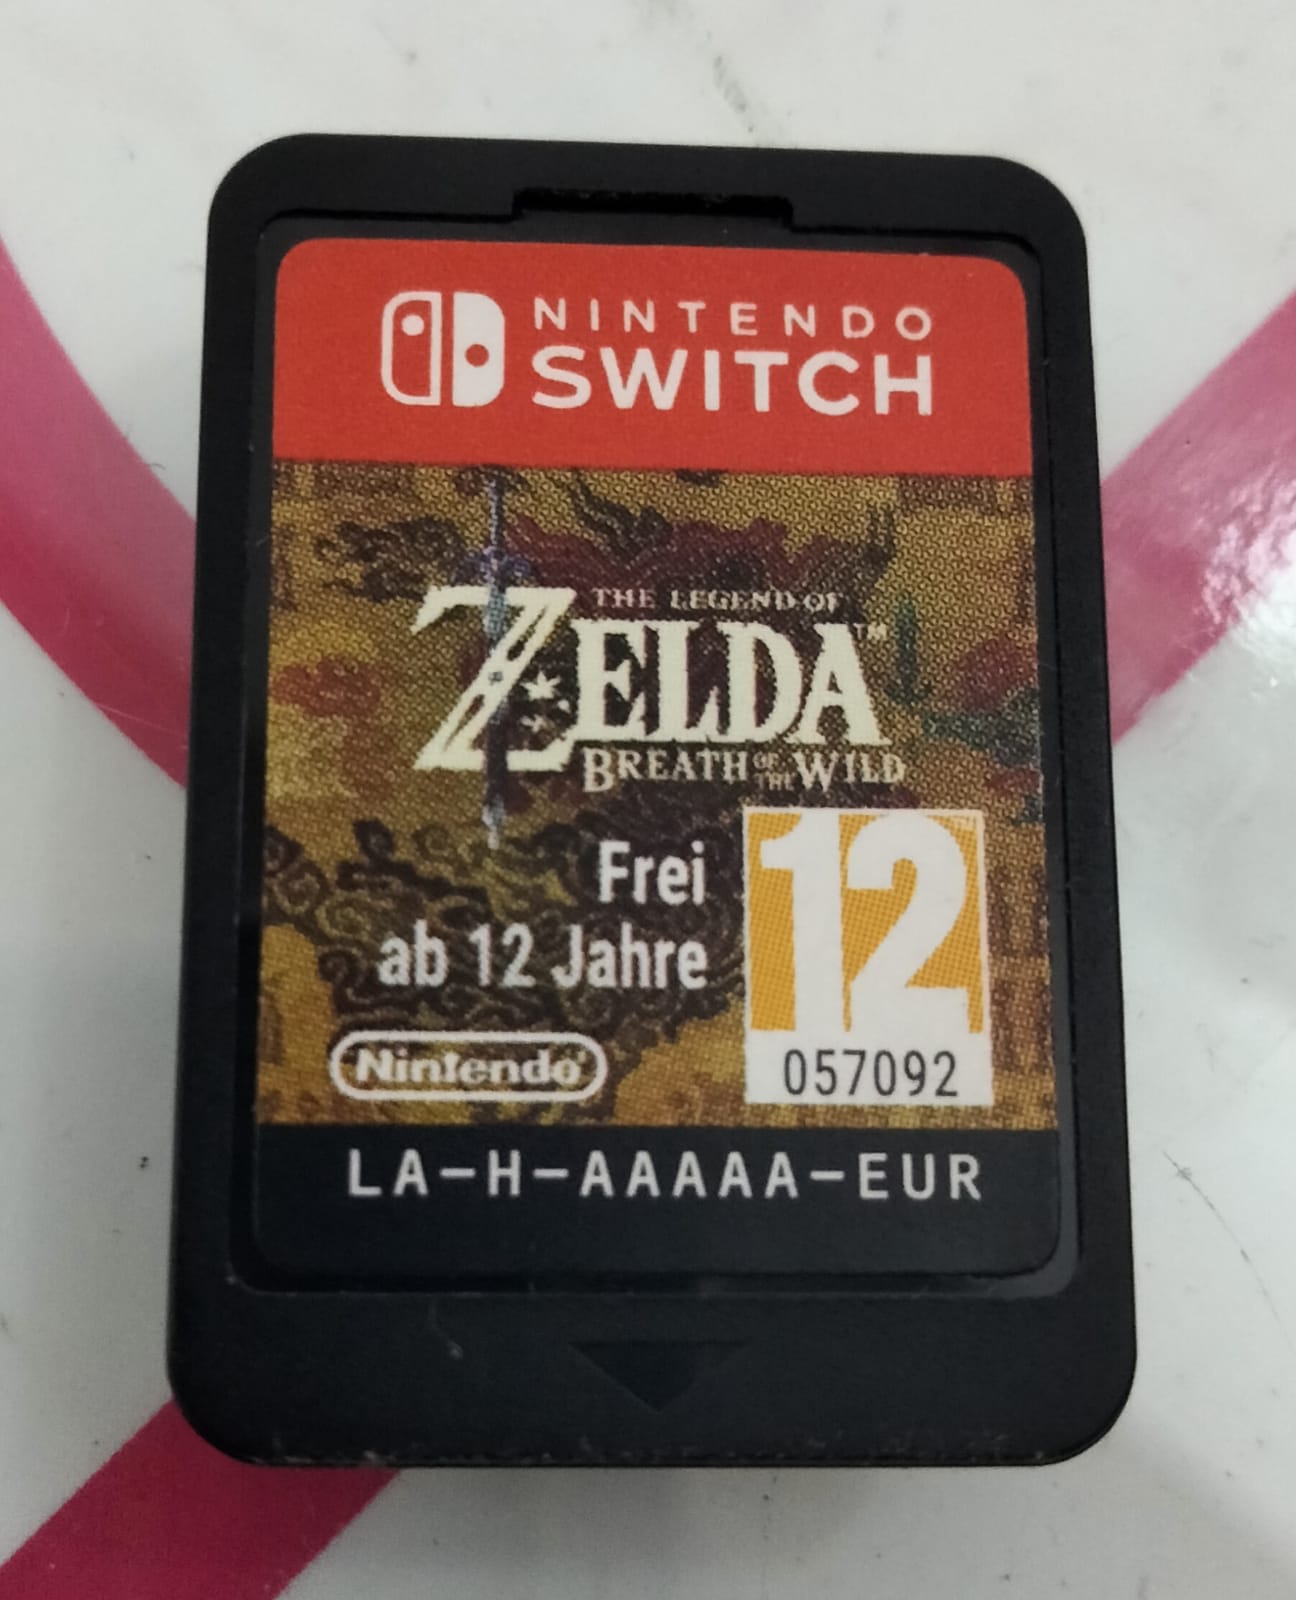 NINTENDO
SWITCH
THE LEGEND OF
ZELDA™
BREATH OF THE WILD
Frei
ab 12 Jahre
12
Nintendo
057092
LA-H-AAAAA-EUR